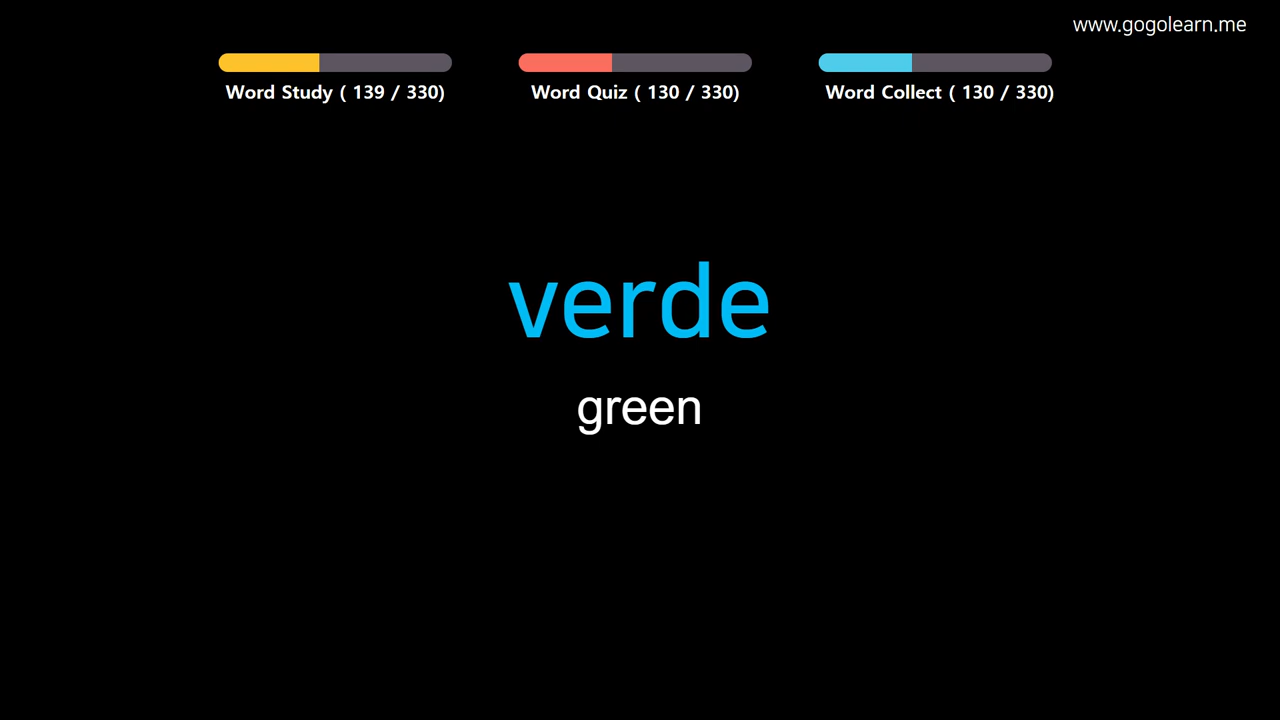 www.gogolearn.me
Word Study ( 139 / 330)
Word Quiz ( 130 / 330)
Word Collect ( 130 / 330)
verde
green